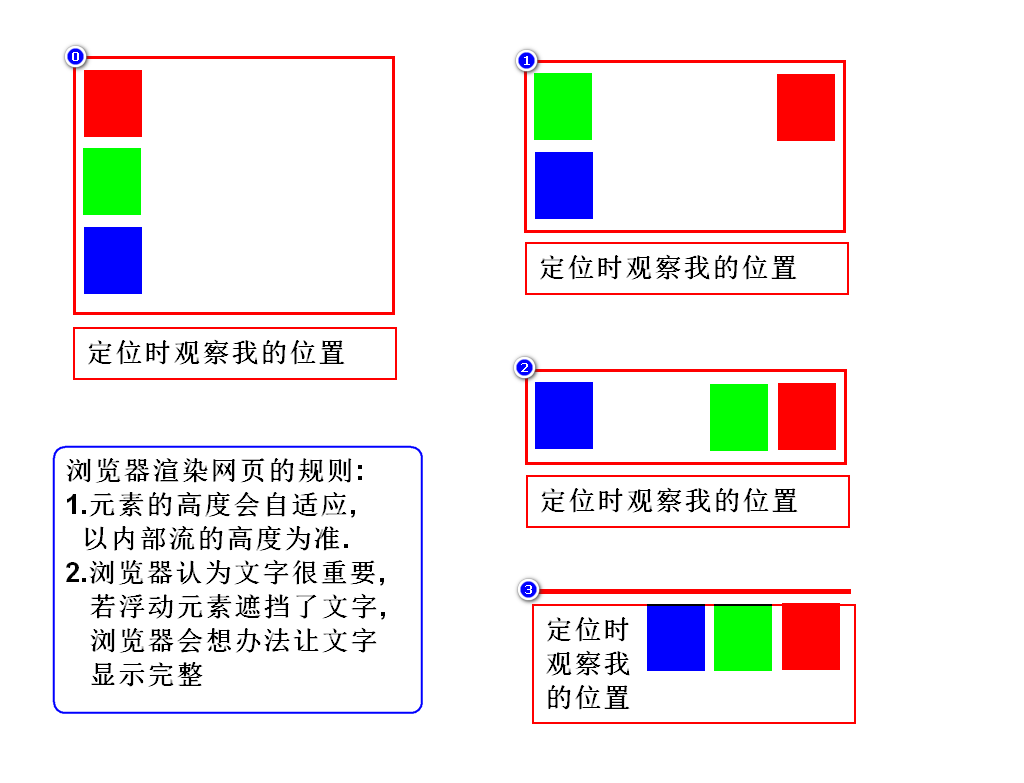 0
定位时观察我的位置
浏览器渲染网页的规则:
1.元素的高度会自适应,
以内部流的高度为准.
2.浏览器认为文字很重要,
若浮动元素遮挡了文字,
浏览器会想办法让文字
显示完整
1
定位时观察我的位置
2
定位时观察我的位置
3
定位时
观察我
的位置